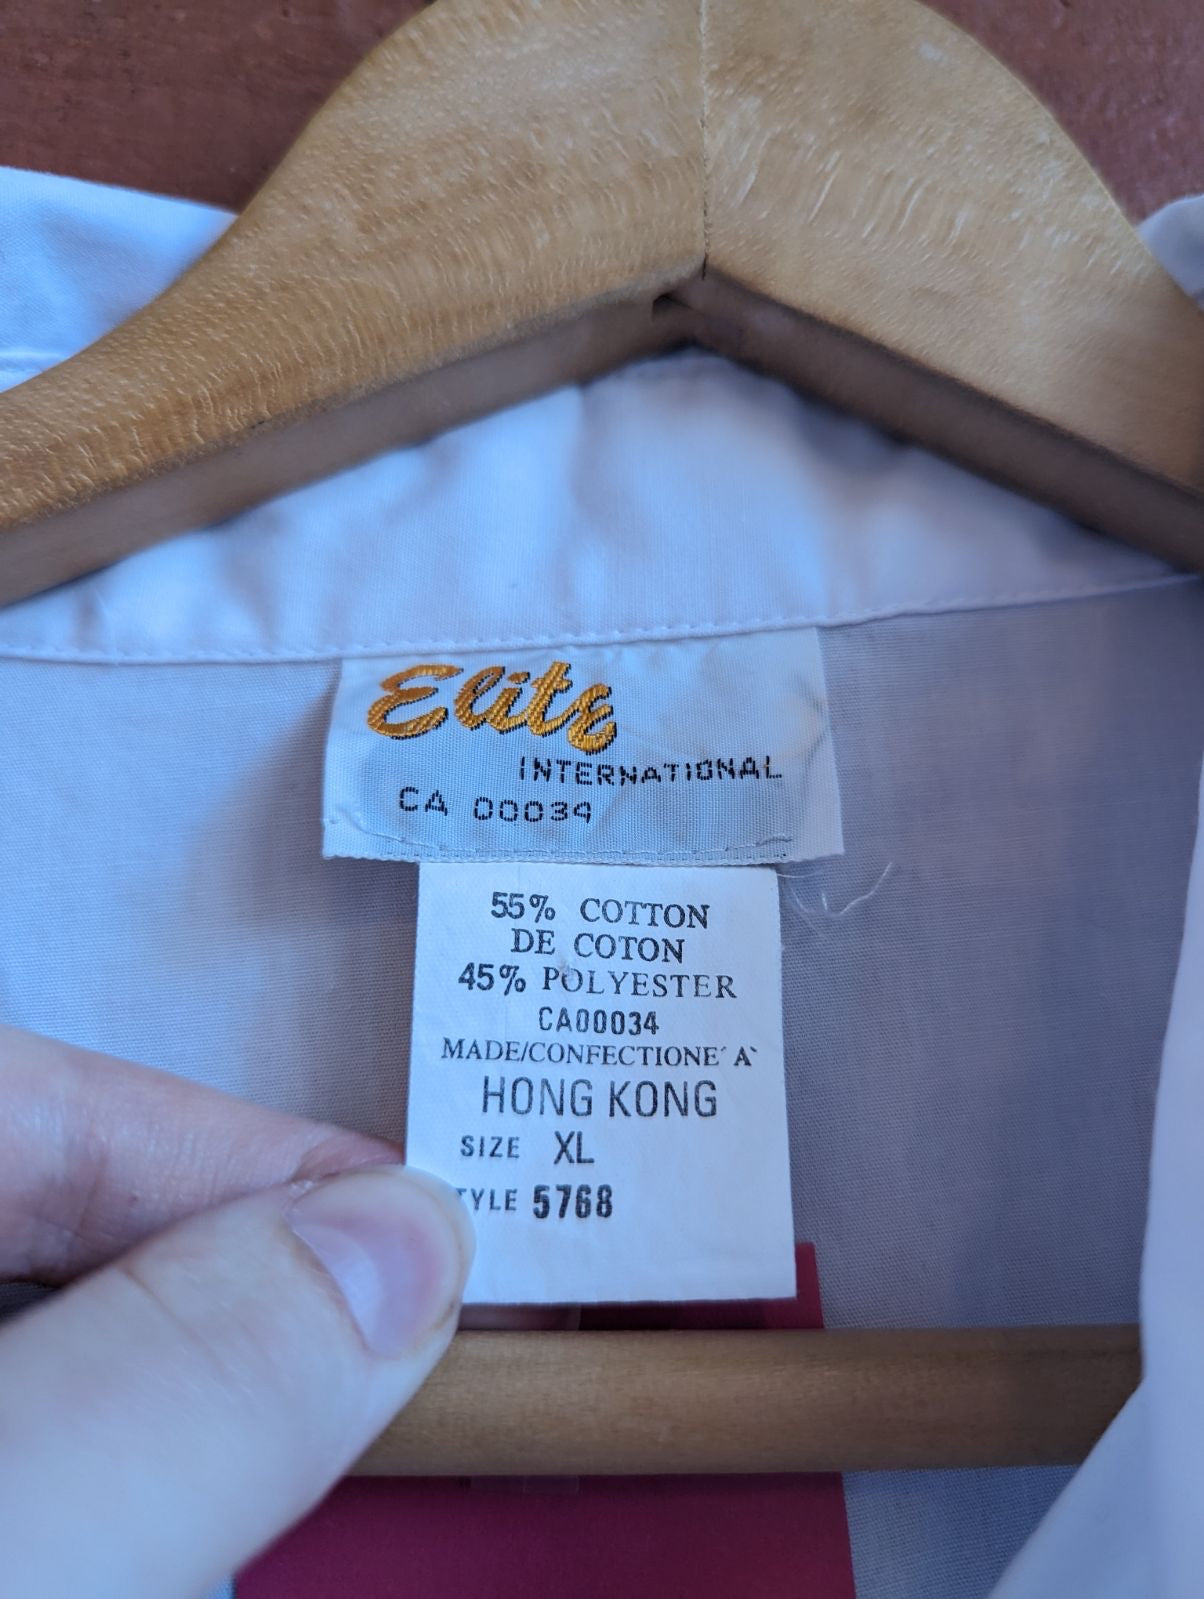 Elite
INTERNATIONAL
CA 00034
55% COTTON
DE COTON
45% POLYESTER
CA00034
MADE/CONFECTIONE´ A`
HONG KONG
SIZE XL
TYLE 5768